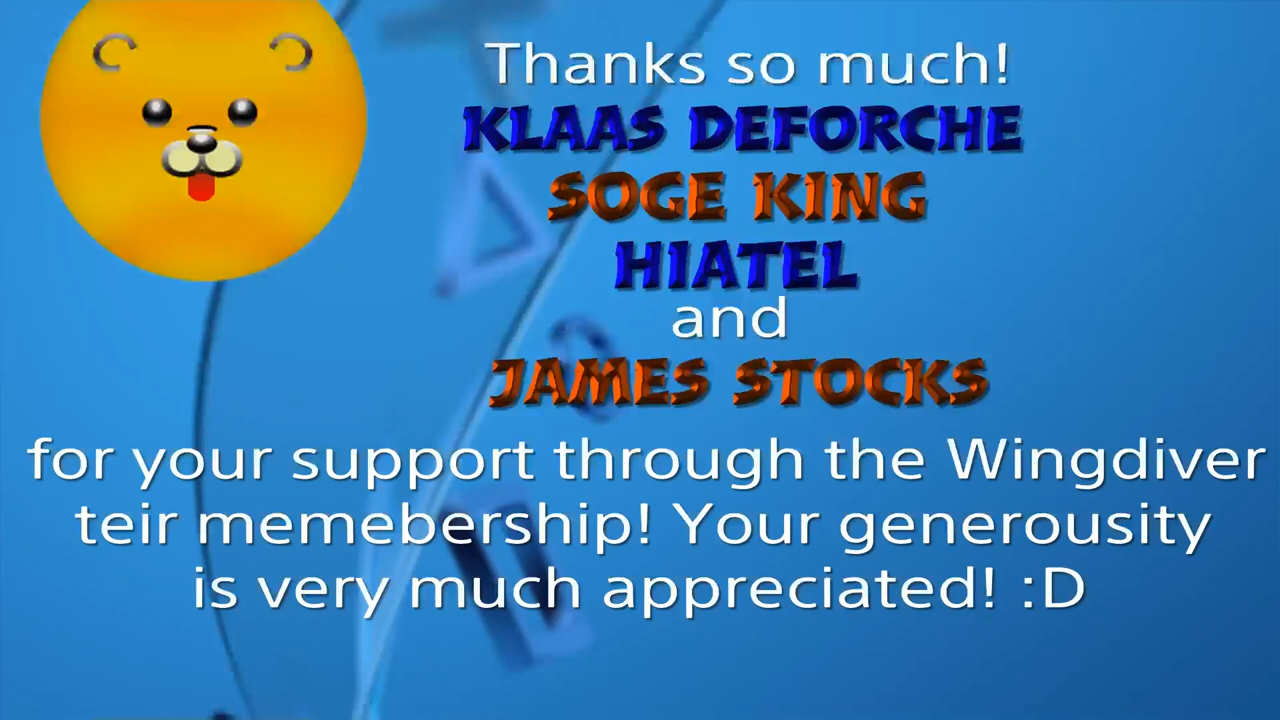 Thanks so much!
KLAAS DEFORCHE
SOGE KING
HIATEL
and
JAMES STOCKS
for your support through the Wingdiver
teir memebership! Your generousity
is very much appreciated! :D